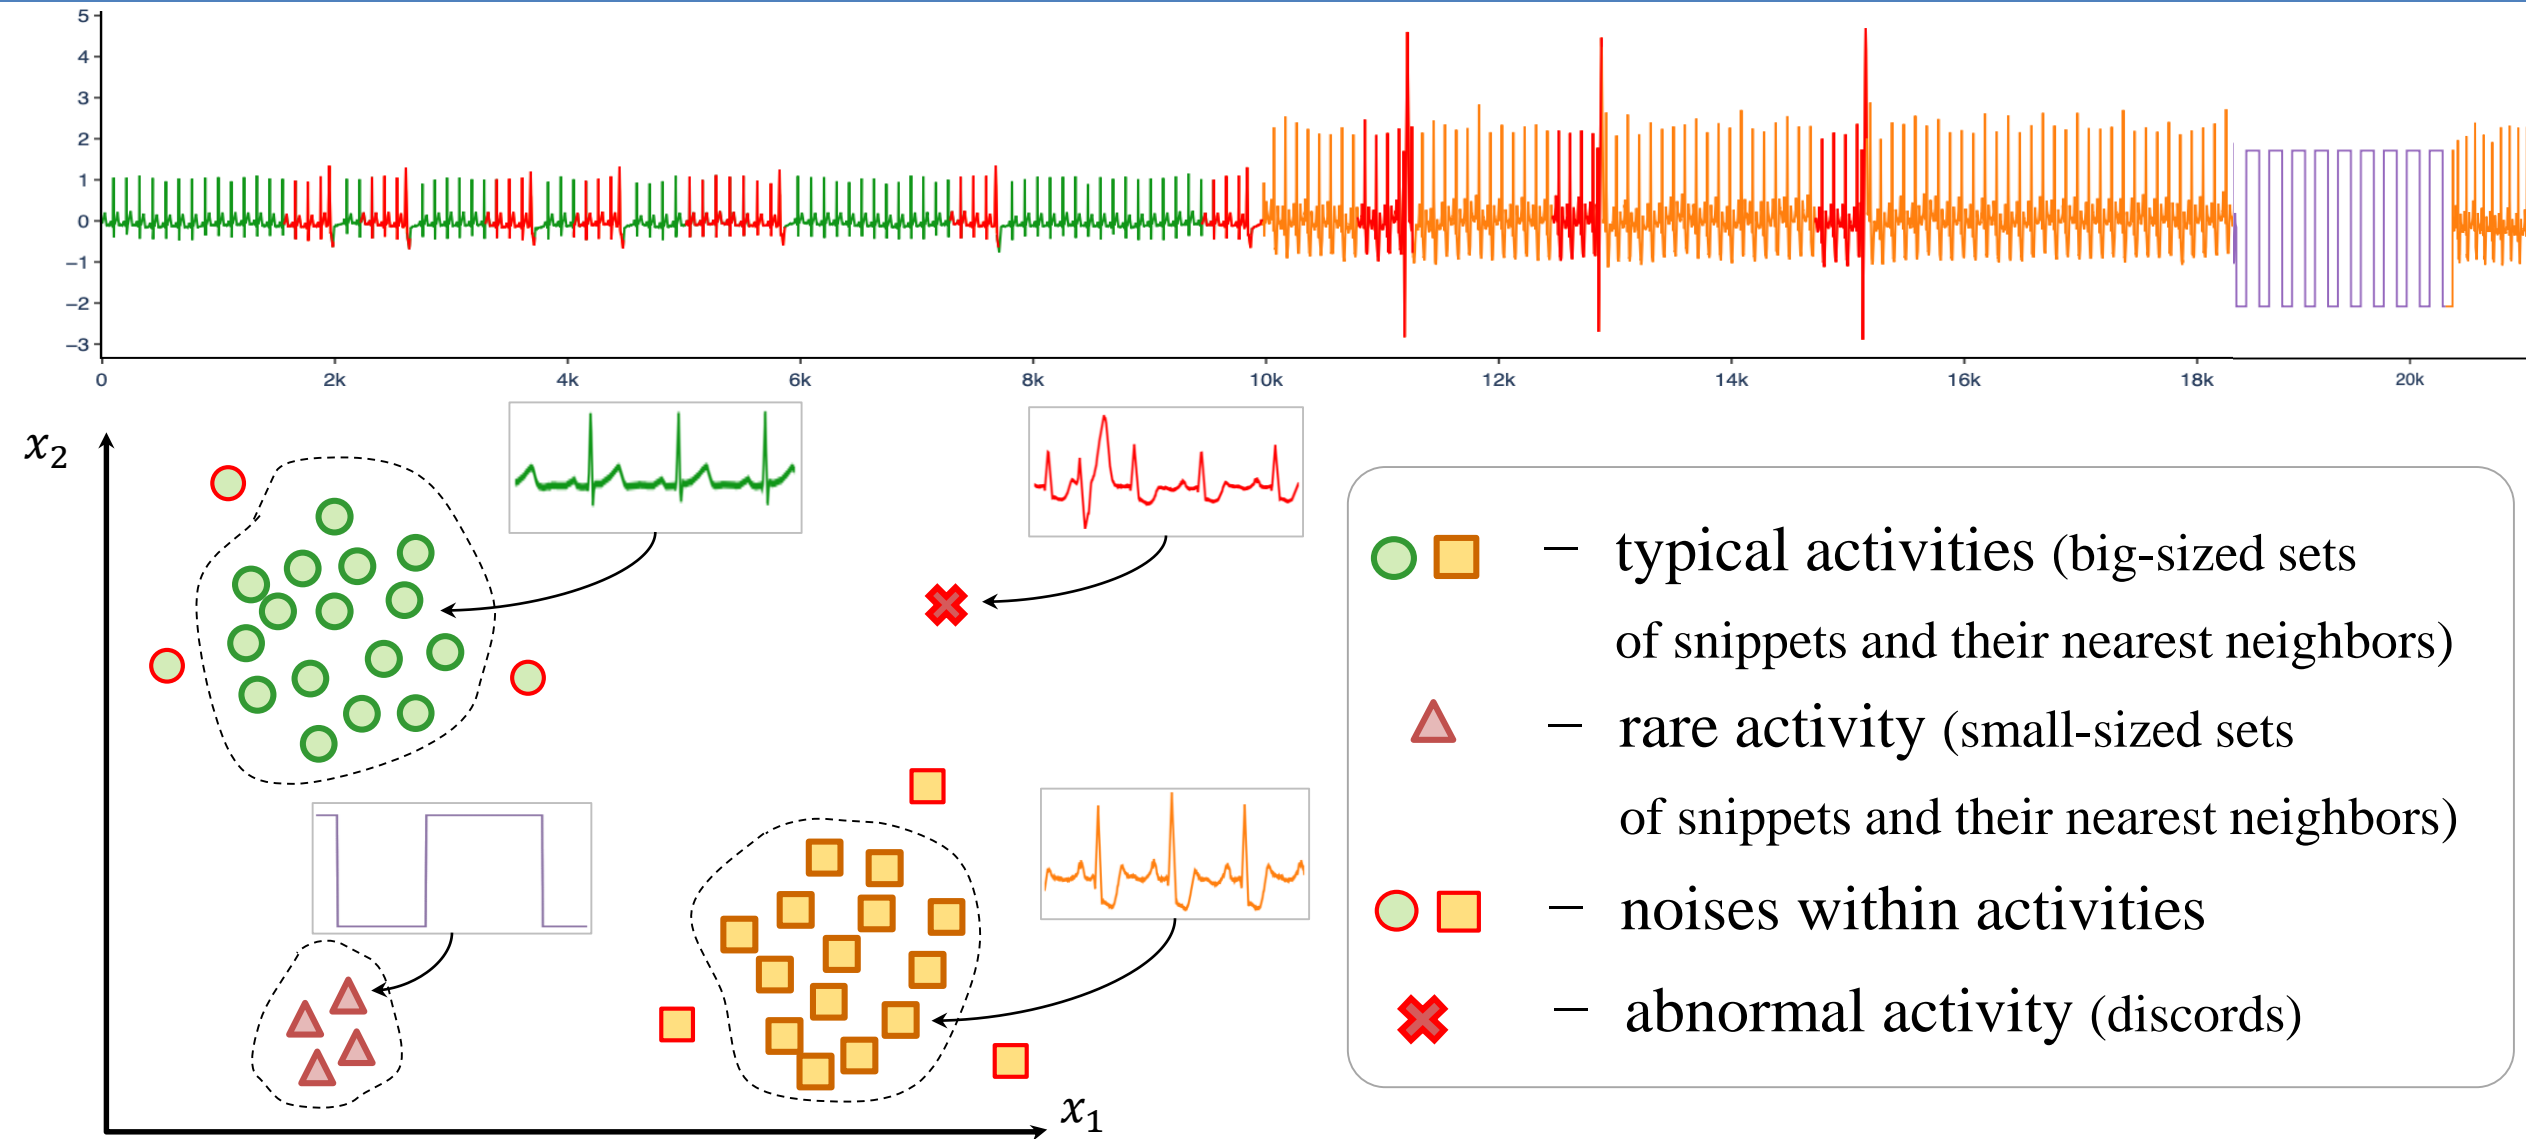 5
4
3
2
1
0
−1
−2
−3
0 2k 4k 6k 8k 10k 12k 14k 16k 18k 20k
x₂
– typical activities (big-sized sets
of snippets and their nearest neighbors)
– rare activity (small-sized sets
of snippets and their nearest neighbors)
– noises within activities
– abnormal activity (discords)
x₁